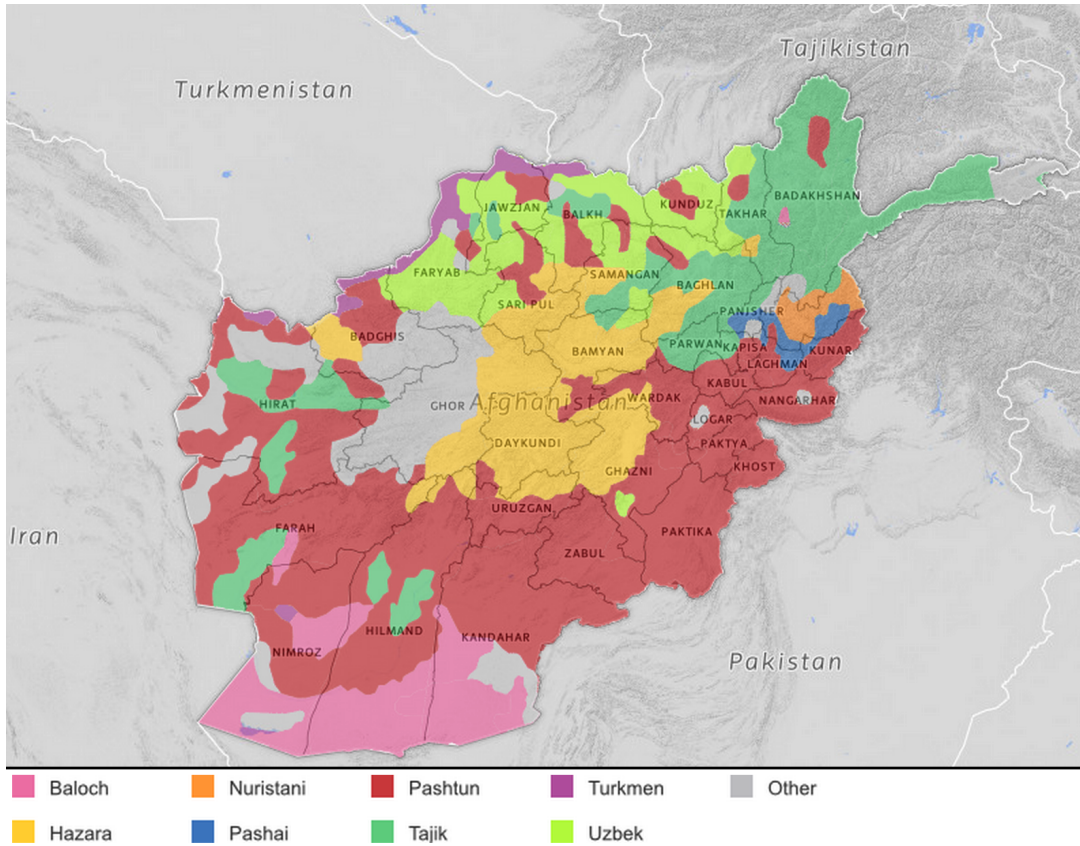 Tajikistan
Turkmenistan
BADAKHSHAN
JAWZJAN
BALKH
KUNDUZ
TAKHAR
FARYAB
SAMANGAN
BAGHLAN
SARI PUL
PANJSHER
BADGHIS
PARWAN
KAPISA
KUNAR
BAMYAN
LAGHMAN
KABUL
HIRAT
GHOR
Afghanistan
WARDAK
NANGARHAR
LOGAR
DAYKUNDI
PAKTYA
GHAZNI
KHOST
URUZGAN
FARAH
Iran
PAKTIKA
ZABUL
HILMAND
KANDAHAR
NIMROZ
Pakistan
Baloch Nuristani Pashtun Turkmen Other
Hazara Pashai Tajik Uzbek